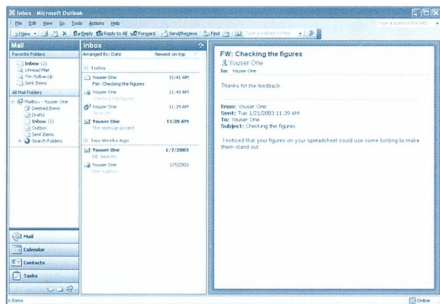 Inbox - Microsoft Outlook
File Edit View Go Tools Actions Help
New Reply Reply to All Forward Send/Receive Find
Mail
Favorite Folders
Inbox (2)
Unread Mail
For Follow Up
Sent Items
All Mail Folders
Mailbox - Youser One
Deleted Items
Drafts
Inbox (2)
Outbox
Sent Items
Search Folders
Mail
Calendar
Contacts
Tasks
Inbox
Arranged By: Date Newest on top
Today
Youser One 11:41 AM
FW: Checking the figures
Youser One 11:40 AM
Checking the figures
Youser One 11:39 AM
Youser One 11:38 AM
The revenue project
Two Weeks Ago
Youser One 1/7/2003
Youser One 1/7/2003
FW: Checking the figures
Youser One
To: Youser One
Thanks for the feedback.
From: Youser One
Sent: Tue 1/21/2003 11:39 AM
To: Youser One
Subject: Checking the figures
I noticed that your figures on your spreadsheet could use some bolding to make
them stand out.
6 Items
Online